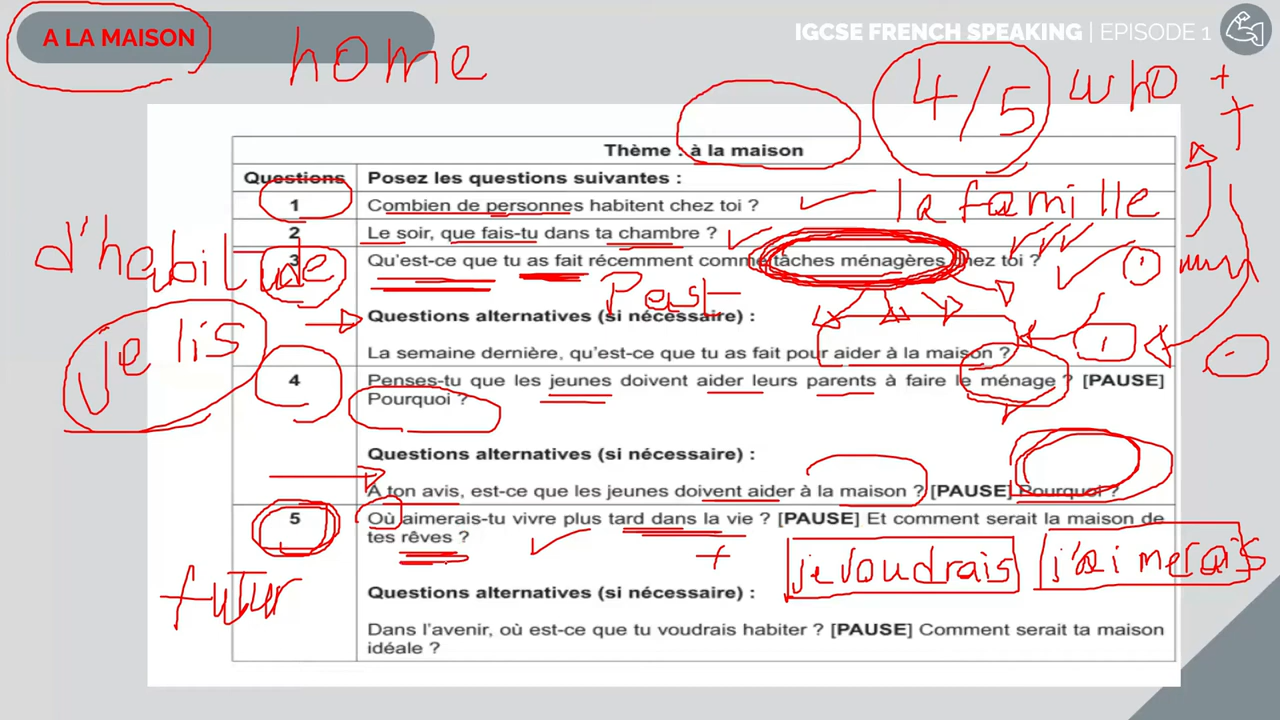 A LA MAISON
IGCSE FRENCH SPEAKING | EPISODE 1
home
4/5
who
Thème : à la maison
Questions
Posez les questions suivantes :
1
Combien de personnes habitent chez toi ?
la famille
2
Le soir, que fais-tu dans ta chambre ?
d'habitude
3
Qu'est-ce que tu as fait récemment comme tâches ménagères chez toi ?
Past
Questions alternatives (si nécessaire) :
je lis
La semaine dernière, qu'est-ce que tu as fait pour aider à la maison ?
4
Penses-tu que les jeunes doivent aider leurs parents à faire le ménage ? [PAUSE]
Pourquoi ?
Questions alternatives (si nécessaire) :
A ton avis, est-ce que les jeunes doivent aider à la maison ? [PAUSE] Pourquoi ?
5
Où aimerais-tu vivre plus tard dans la vie ? [PAUSE] Et comment serait la maison de
tes rêves ?
+
je voudrais
j'aimerais
futur
Questions alternatives (si nécessaire) :
Dans l'avenir, où est-ce que tu voudrais habiter ? [PAUSE] Comment serait ta maison
idéale ?